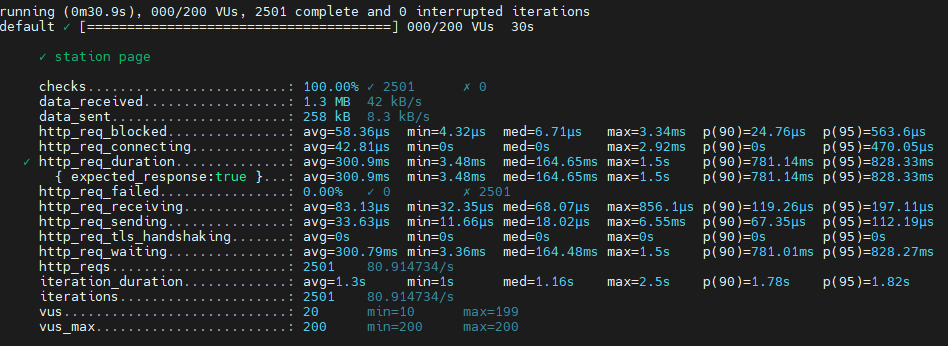 running (0m30.9s), 000/200 VUs, 2501 complete and 0 interrupted iterations
default ✓ [======================================] 000/200 VUs  30s
✓ station page
checks.........................: 100.00% ✓ 2501      ✗ 0
data_received..................: 1.3 MB  42 kB/s
data_sent......................: 258 kB  8.3 kB/s
http_req_blocked...............: avg=58.36µs  min=4.32µs  med=6.71µs   max=3.34ms  p(90)=24.76µs  p(95)=563.6µs
http_req_connecting............: avg=42.81µs  min=0s      med=0s       max=2.92ms  p(90)=0s       p(95)=470.05µs
✓ http_req_duration..............: avg=300.9ms  min=3.48ms  med=164.65ms max=1.5s    p(90)=781.14ms p(95)=828.33ms
{ expected_response:true }...: avg=300.9ms  min=3.48ms  med=164.65ms max=1.5s    p(90)=781.14ms p(95)=828.33ms
http_req_failed................: 0.00%   ✓ 0         ✗ 2501
http_req_receiving.............: avg=83.13µs  min=32.35µs med=68.07µs  max=856.1µs p(90)=119.26µs p(95)=197.11µs
http_req_sending...............: avg=33.63µs  min=11.66µs med=18.02µs  max=6.55ms  p(90)=67.35µs  p(95)=112.19µs
http_req_tls_handshaking.......: avg=0s       min=0s      med=0s       max=0s      p(90)=0s       p(95)=0s
http_req_waiting...............: avg=300.79ms min=3.36ms  med=164.48ms max=1.5s    p(90)=781.01ms p(95)=828.27ms
http_reqs......................: 2501    80.914734/s
iteration_duration.............: avg=1.3s     min=1s      med=1.16s    max=2.5s    p(90)=1.78s    p(95)=1.82s
iterations.....................: 2501    80.914734/s
vus............................: 20      min=10      max=199
vus_max........................: 200     min=200     max=200